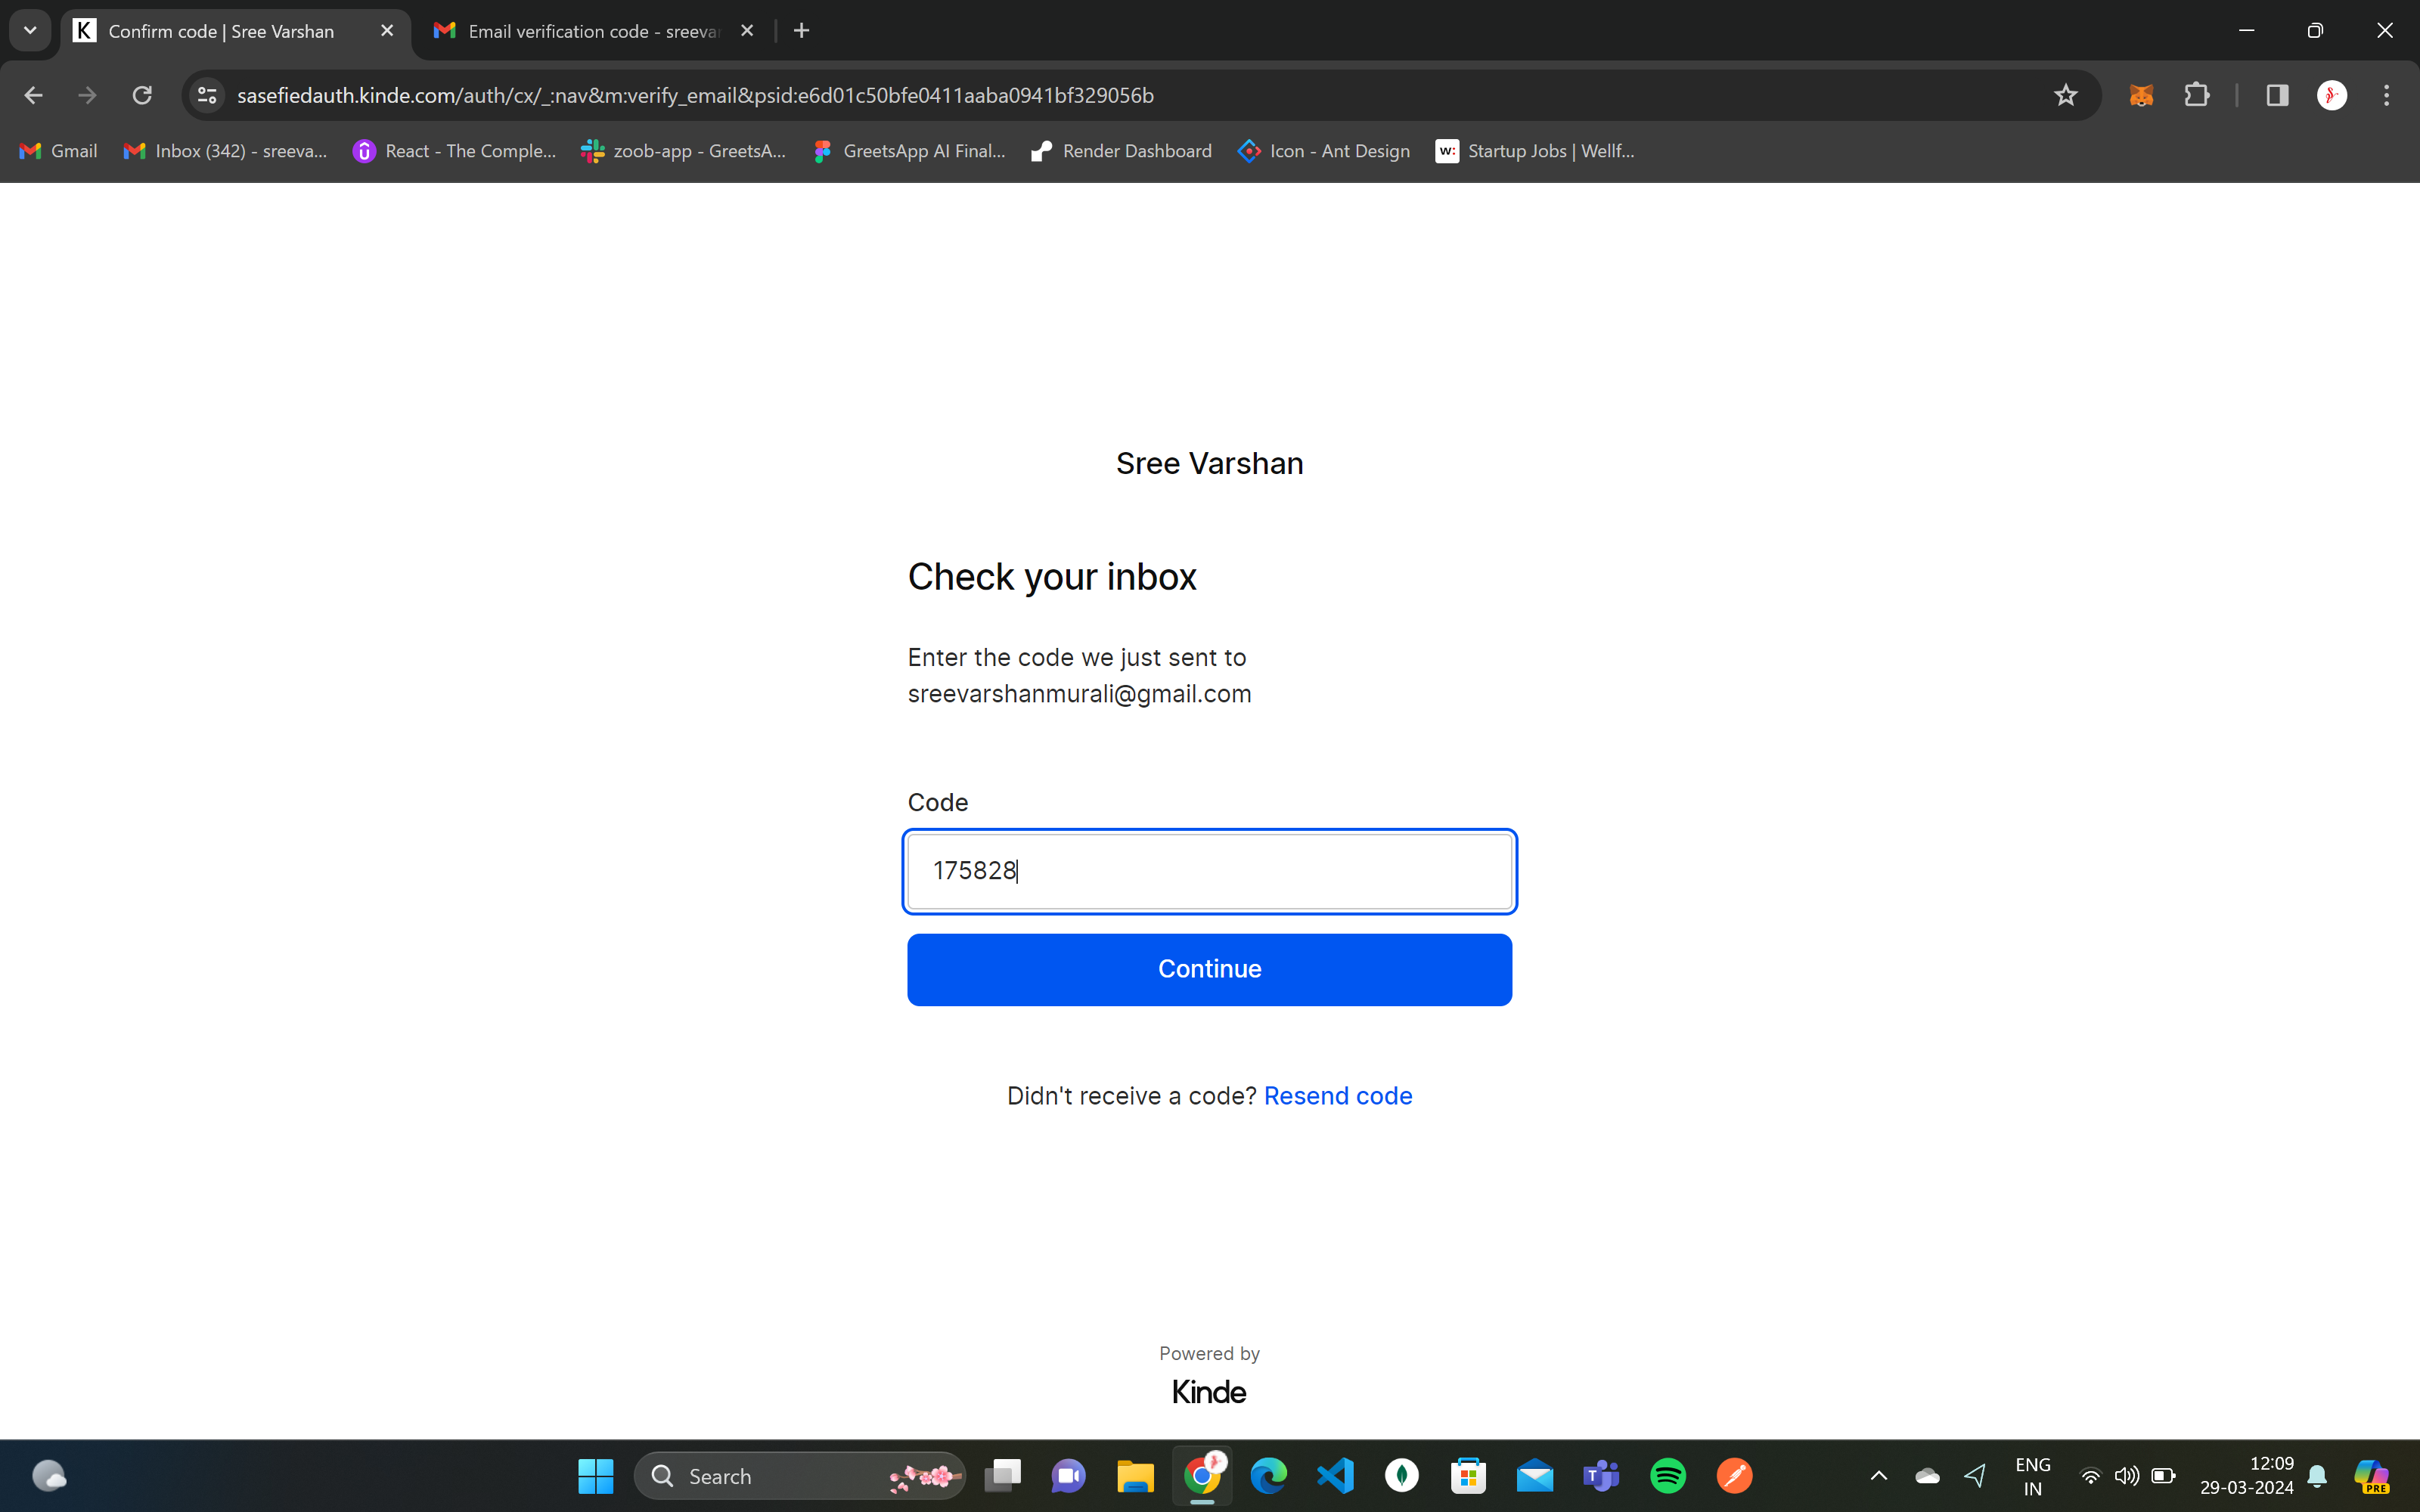 K Confirm code | Sree Varshan
Email verification code - sreeva
sasefiedauth.kinde.com/auth/cx/_:nav&m:verify_email&psid:e6d01c50bfe0411aaba0941bf329056b
Gmail Inbox (342) - sreeva... React - The Comple... zoob-app - GreetsA... GreetsApp AI Final... Render Dashboard Icon - Ant Design w: Startup Jobs | Wellf...
Sree Varshan
Check your inbox
Enter the code we just sent to
sreevarshanmurali@gmail.com
Code
175828
Continue
Didn't receive a code? Resend code
Powered by
Kinde
Search
ENG
IN
12:09
29-03-2024
PRE